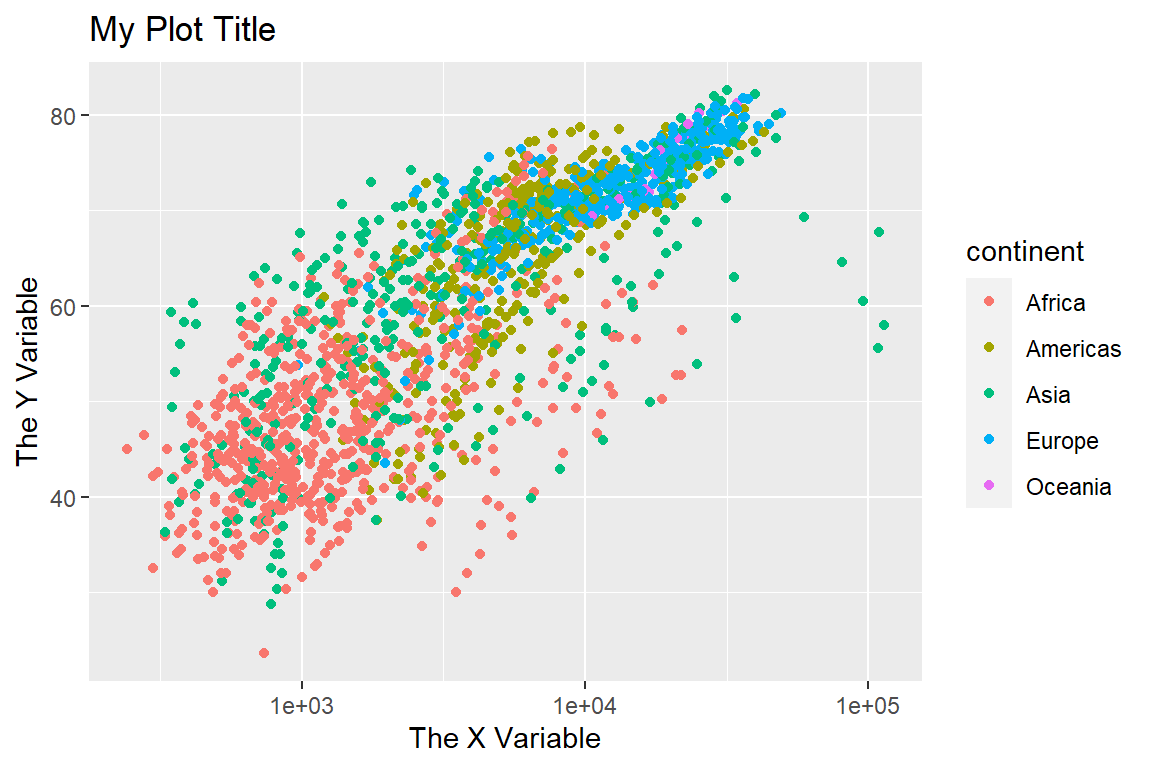 My Plot Title
80
60
40
The Y Variable
1e+03
1e+04
1e+05
The X Variable
continent
Africa
Americas
Asia
Europe
Oceania